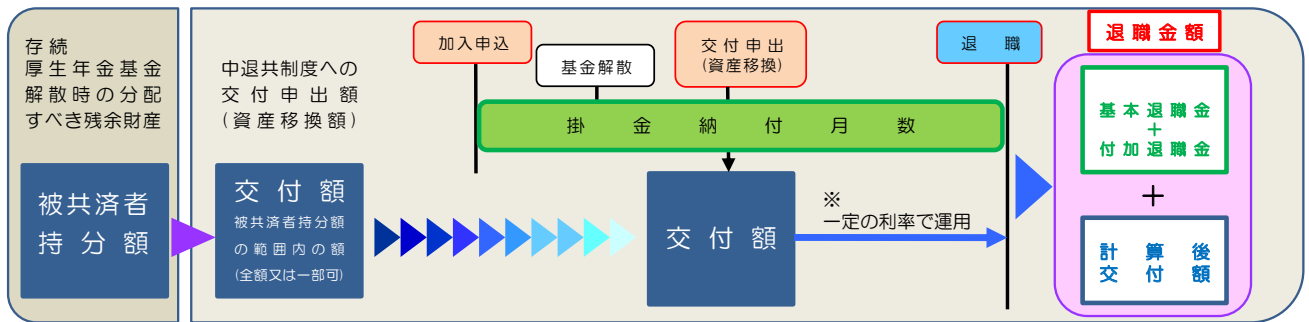 存続
厚生年金基金
解散時の分配
すべき残余財産
被共済者
持分額
中退共制度への
交付申出額
(資産移換額)
交付額
被共済者持分額
の範囲内の額
(全額又は一部可)
加入申込
基金解散
交付申出
(資産移換)
退職
掛金納付月数
交付額
※
一定の利率で運用
退職金額
基本退職金
+
付加退職金
+
計算後
交付額